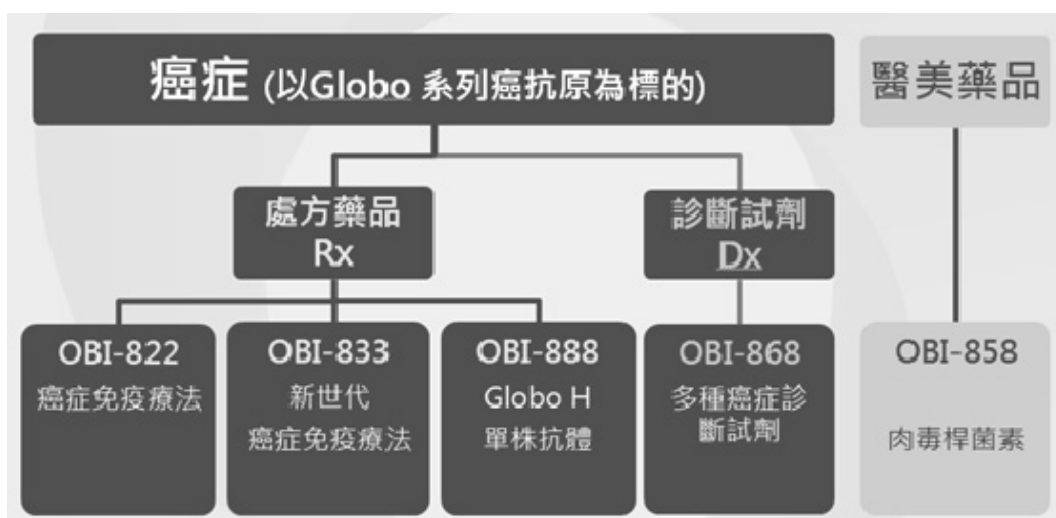 癌症 (以Globo 系列癌抗原為標的)
醫美藥品
處方藥品
Rx
診斷試劑
Dx
OBI-822
癌症免疫療法
OBI-833
新世代
癌症免疫療法
OBI-888
Globo H
單株抗體
OBI-868
多種癌症診
斷試劑
OBI-858
肉毒桿菌素